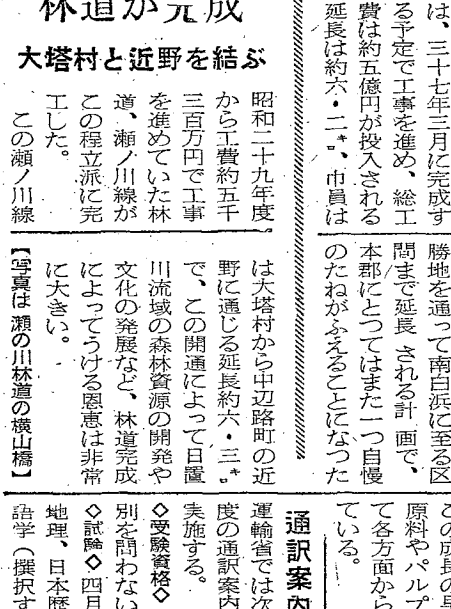 は、三十七年三月に完成す
る予定で工事を進め、総工
費は約五億円が投入される
延長は約六・二㌔、巾員は
勝地を通って南白浜に至る区
間まで延長される計画で、
本郡にとつてはまた一つ自慢
のたねがふえることになつた
林道が完成
大塔村と近野を結ぶ
昭和二十九年度
から工費約五千
三百万円で工事
を進めていた林
道、瀬ノ川線が
この程立派に完
工した。
この瀬ノ川線
は大塔村から中辺路町の近
野に通じる延長約六・三㌔
で、この開通によって日置
川流域の森林資源の開発や
文化の発展など、林道完成
によってうける恩恵は非常
に大きい。
【写真は 瀬の川林道の横山橋】
この成長の早
原料やパルプ
て各方面から
ている。
通訳案内
運輸省では次
度の通訳案内
実施する。
◇受験資格◇
別を問わない
◇試験◇ 四月
地理、日本歴
語学（撰択す